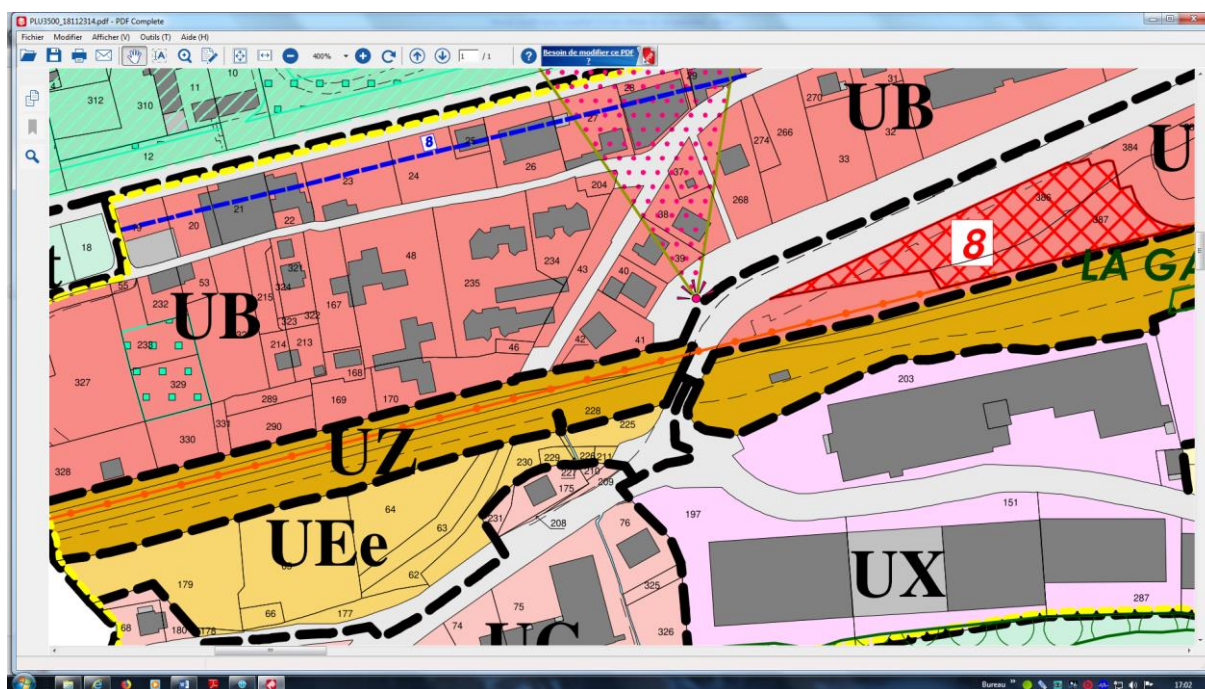 PLU3500_18112314.pdf - PDF Complete
Fichier Modifier Afficher (V) Outils (T) Aide (H)
400% 1 / 1 Besoin de modifier ce PDF ?
312 310 11 10 28 29
12 27 270 31 UB
8 25 266 32 384 U
26 274 33
18 21 23 24 204 37 268 386
20 22 38 8 387
48 234 43 39 LA GA
55 53 321 235 40
232 324 167
UB 215 322
323
233 214 213 46 42 41
327 329 168 203
289 169 170
331 290 228
330 225
328 UZ 230 229 226 211
227 210
64 175 209 151
231 76 197
UEe 63 208
179 62 325 UX
66 75 287
68 180 178 177 74 326
UC
Bureau » 17:02